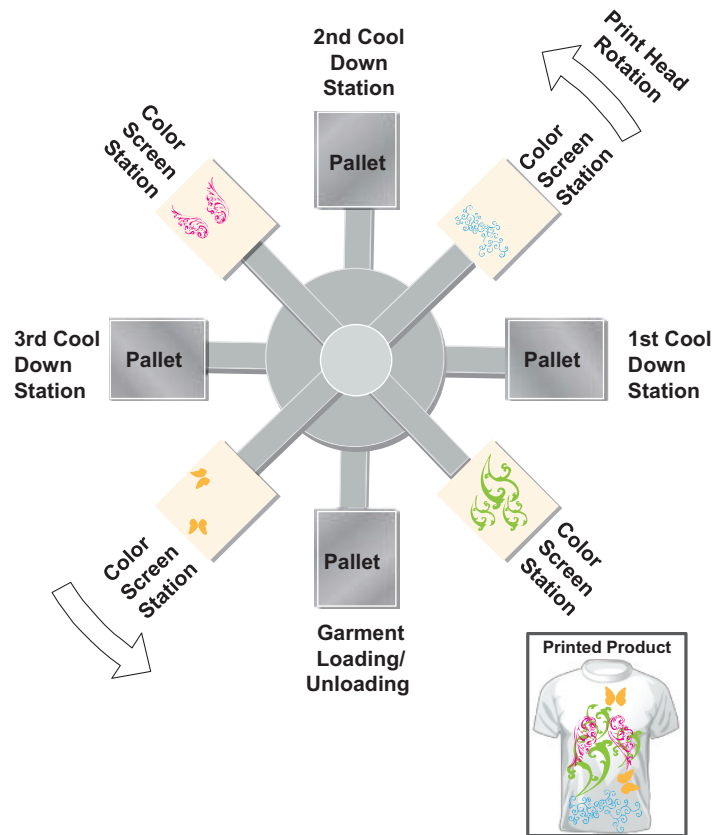 2nd Cool
Down
Station
Print Head
Rotation
Color
Screen
Station
Pallet
Color
Screen
Station
3rd Cool
Down
Station
Pallet
Pallet
1st Cool
Down
Station
Color
Screen
Station
Pallet
Color
Screen
Station
Garment
Loading/
Unloading
Printed Product